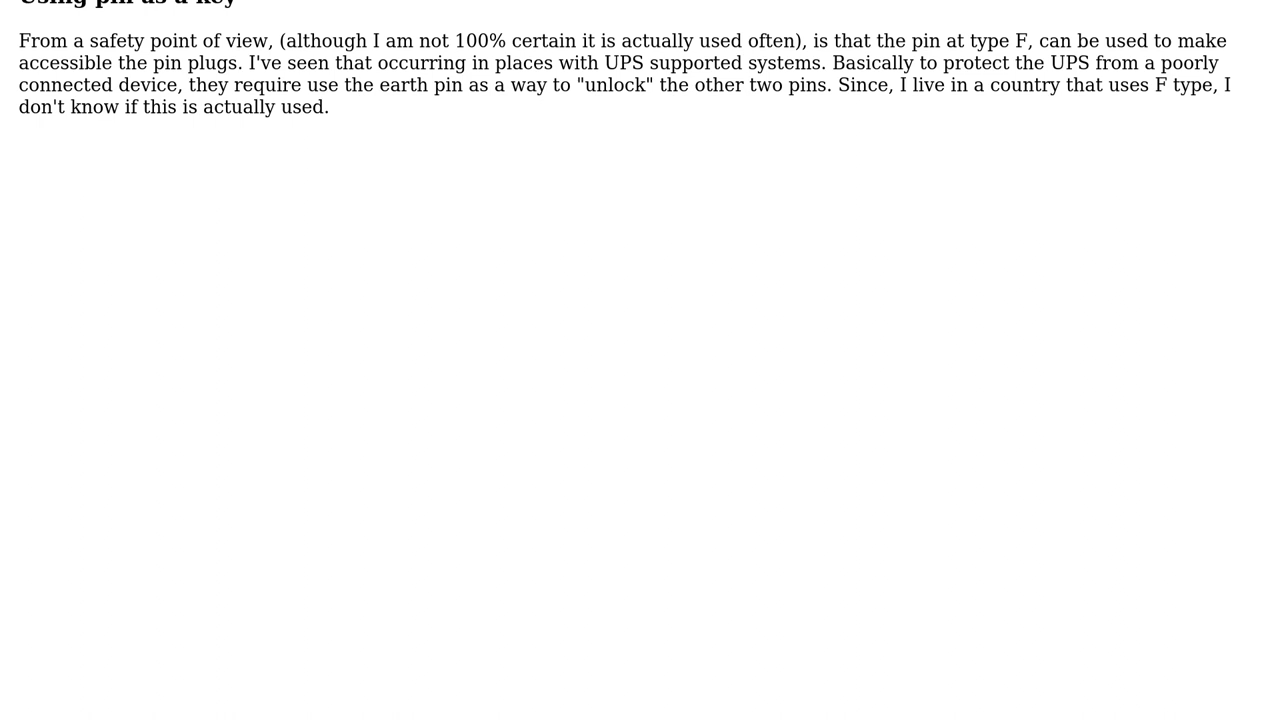 Using pin as a key
From a safety point of view, (although I am not 100% certain it is actually used often), is that the pin at type F, can be used to make
accessible the pin plugs. I've seen that occurring in places with UPS supported systems. Basically to protect the UPS from a poorly
connected device, they require use the earth pin as a way to "unlock" the other two pins. Since, I live in a country that uses F type, I
don't know if this is actually used.